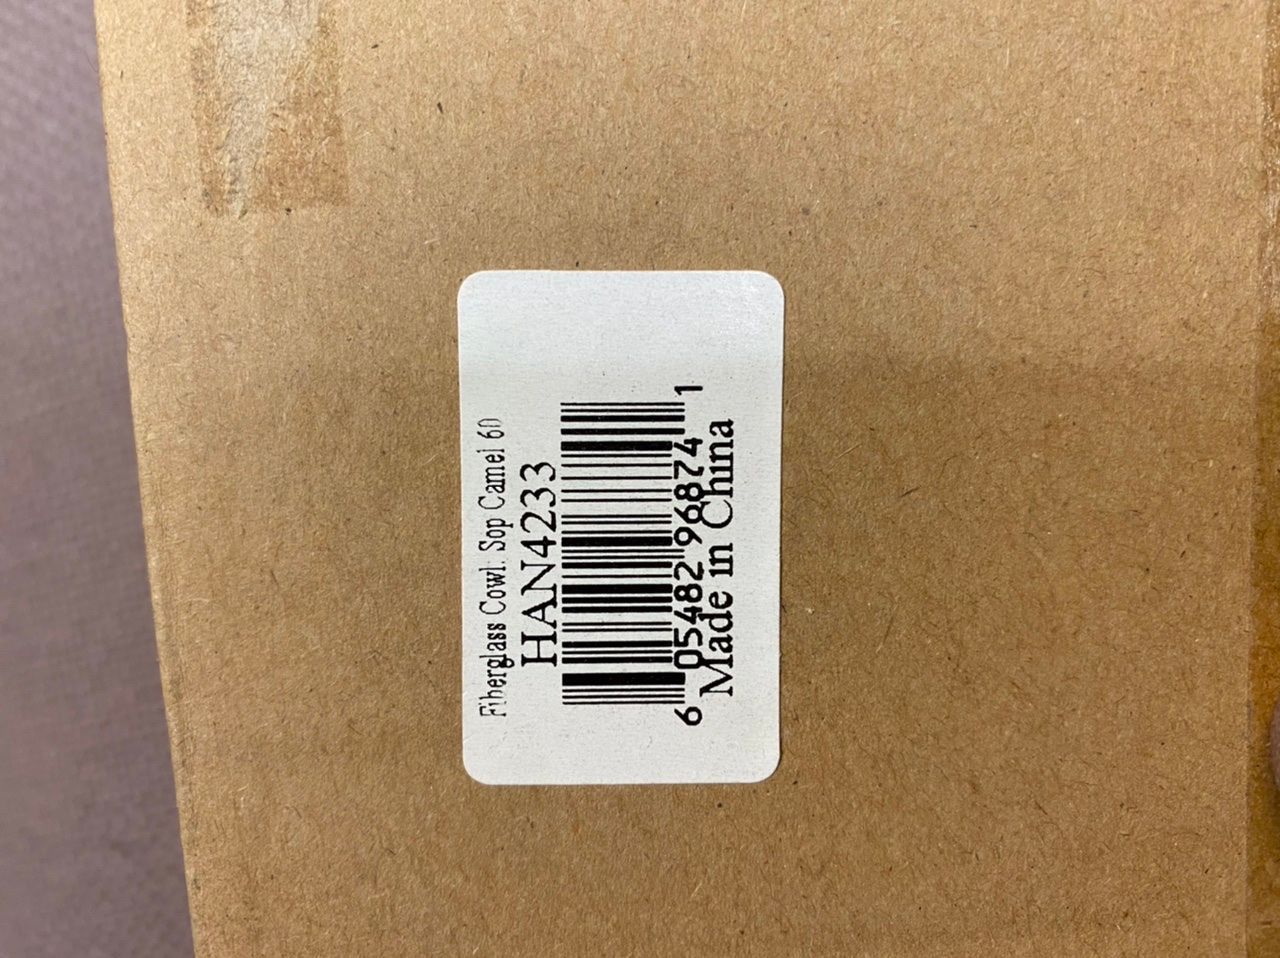 Fiberglass Cowl: Sop Camel 60
HAN4233
6 05482 96874 1
Made in China